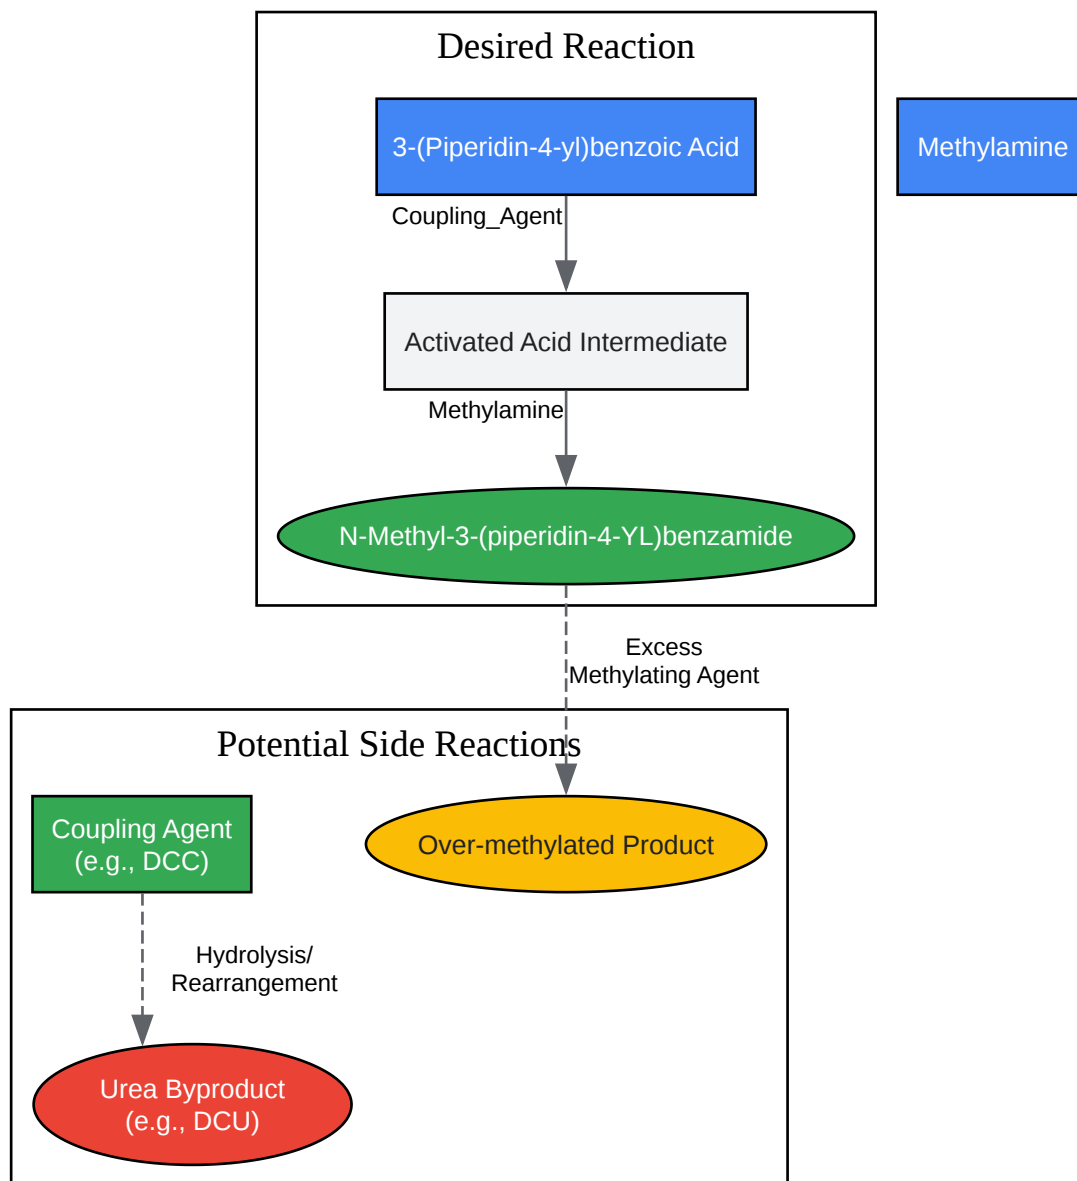 Desired Reaction
3-(Piperidin-4-yl)benzoic Acid
Methylamine
Coupling_Agent
Activated Acid Intermediate
Methylamine
N-Methyl-3-(piperidin-4-YL)benzamide
Excess
Methylating Agent
Potential Side Reactions
Coupling Agent
(e.g., DCC)
Over-methylated Product
Hydrolysis/
Rearrangement
Urea Byproduct
(e.g., DCU)